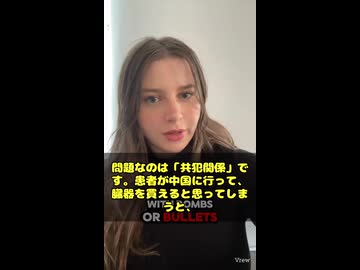 問題なのは「共犯関係」で
す。患者が中国に行って、
臓器を買えると思ってしま
うと、
WITH BOMBS
OR BULLETS
Vrew